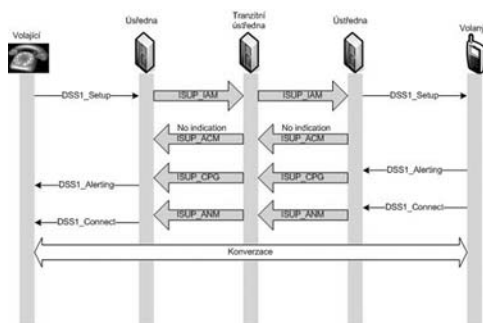 Volající
Úsředna
Tranzitní
ústředna
Ústředna
Volaný
DSS1_Setup
ISUP_IAM
ISUP_IAM
DSS1_Setup
No indication
ISUP_ACM
No indication
ISUP_ACM
DSS1_Alerting
ISUP_CPG
ISUP_CPG
DSS1_Alerting
DSS1_Connect
ISUP_ANM
ISUP_ANM
DSS1_Connect
Konverzace